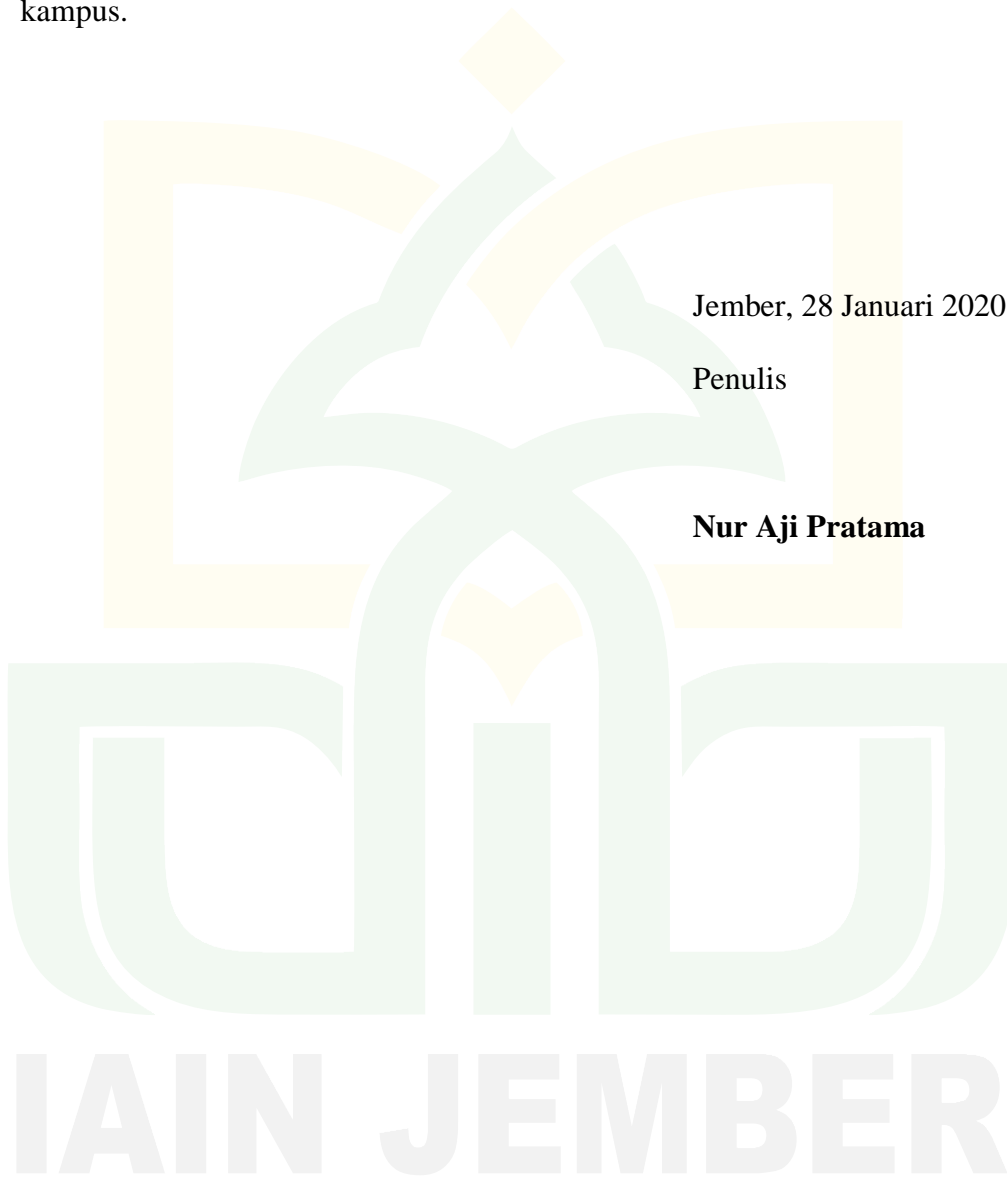 kampus.
Jember, 28 Januari 2020
Penulis
Nur Aji Pratama
IAIN JEMBER